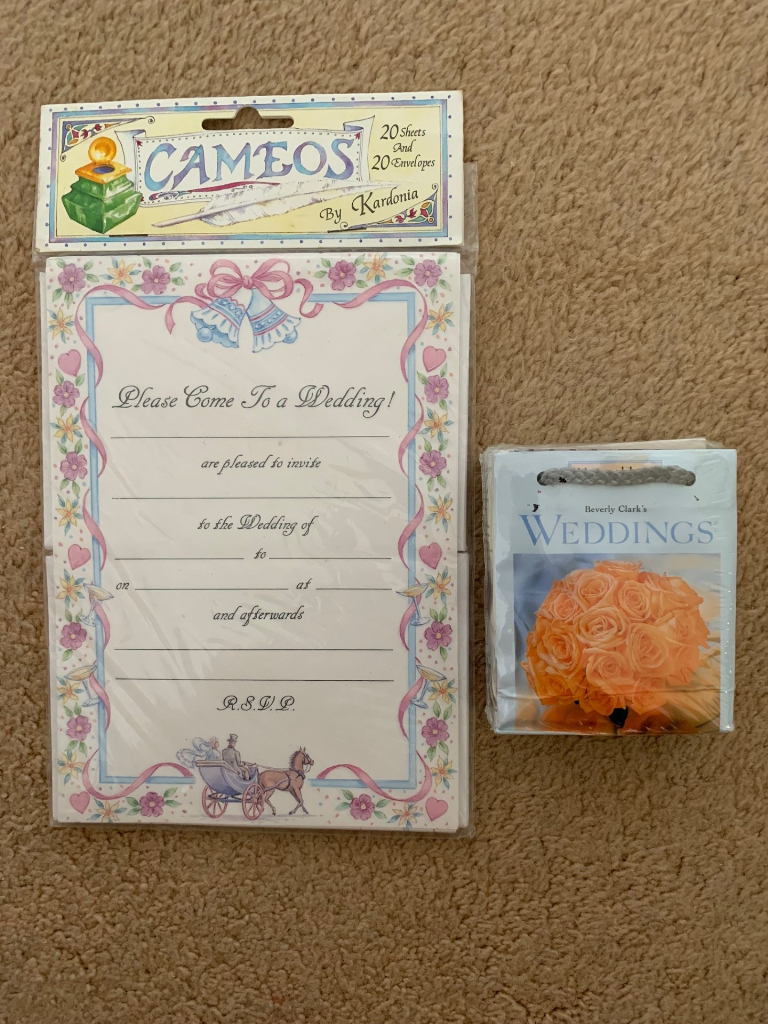 CAMEOS
20 Sheets
And
20 Envelopes
By Kardonia
Please Come To a Wedding!
are pleased to invite
to the Wedding of
to
on at
and afterwards
R.S.V.P.
Beverly Clark's
WEDDINGS